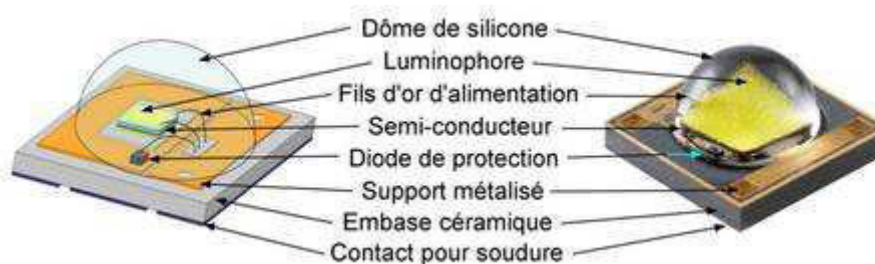 Dôme de silicone
Luminophore
Fils d'or d'alimentation
Semi-conducteur
Diode de protection
Support métalisé
Embase céramique
Contact pour soudure